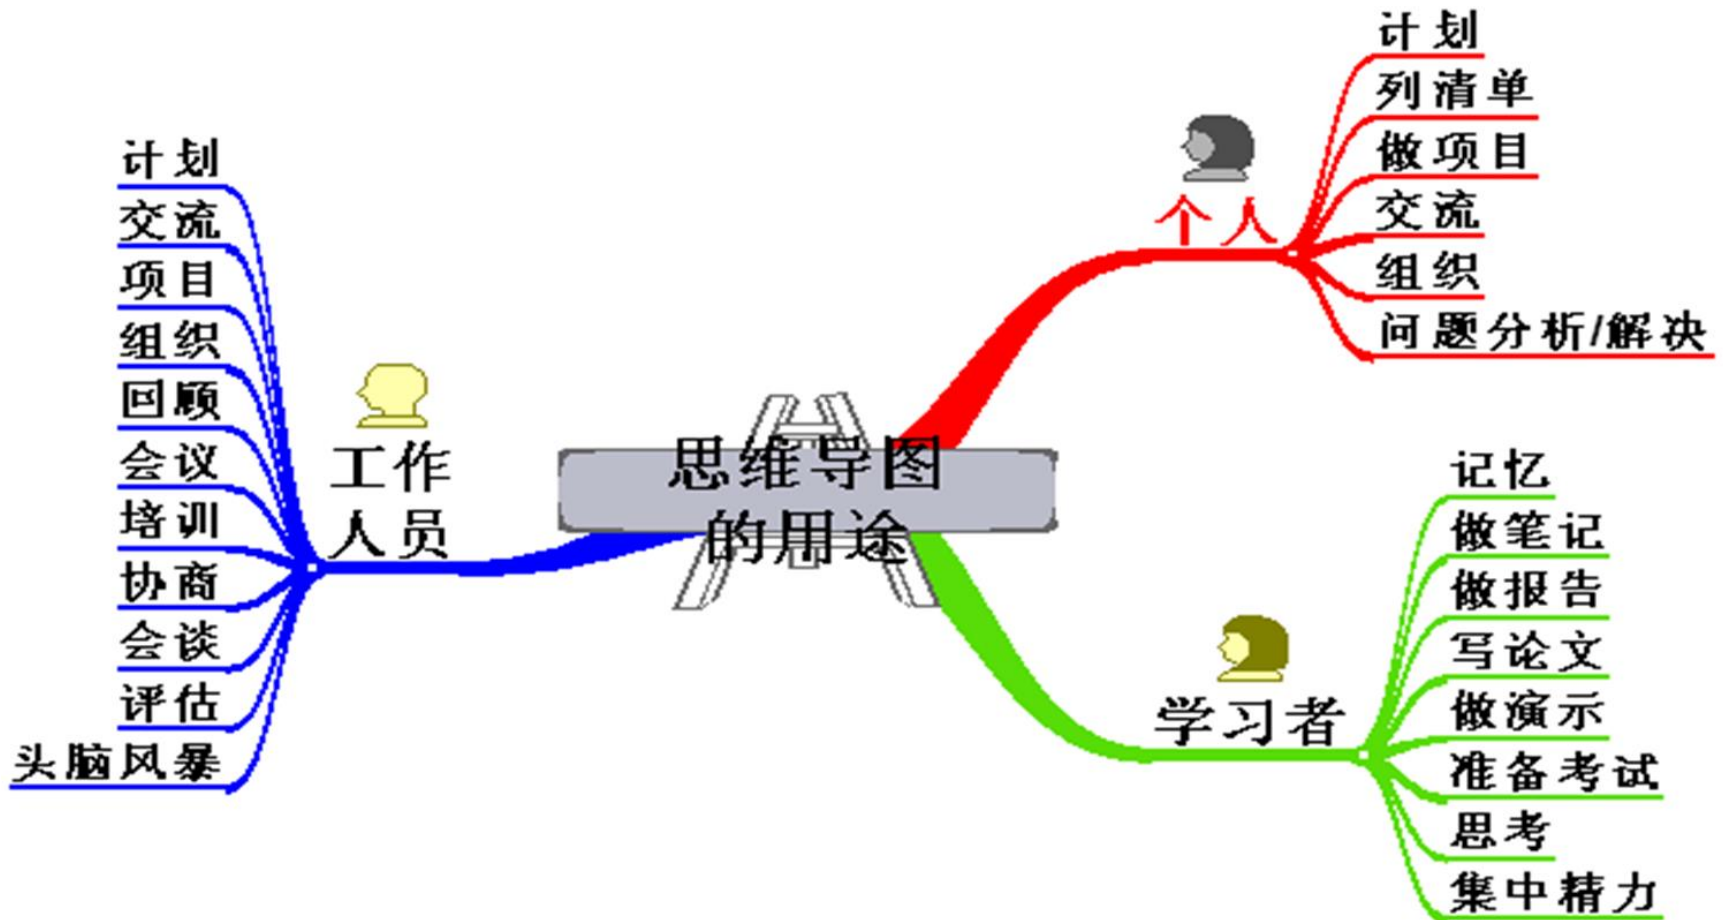 思维导图
的用途
个人
计划
列清单
做项目
交流
组织
问题分析/解决
学习者
记忆
做笔记
做报告
写论文
做演示
准备考试
思考
集中精力
工作
人员
计划
交流
项目
组织
回顾
会议
培训
协商
会谈
评估
头脑风暴